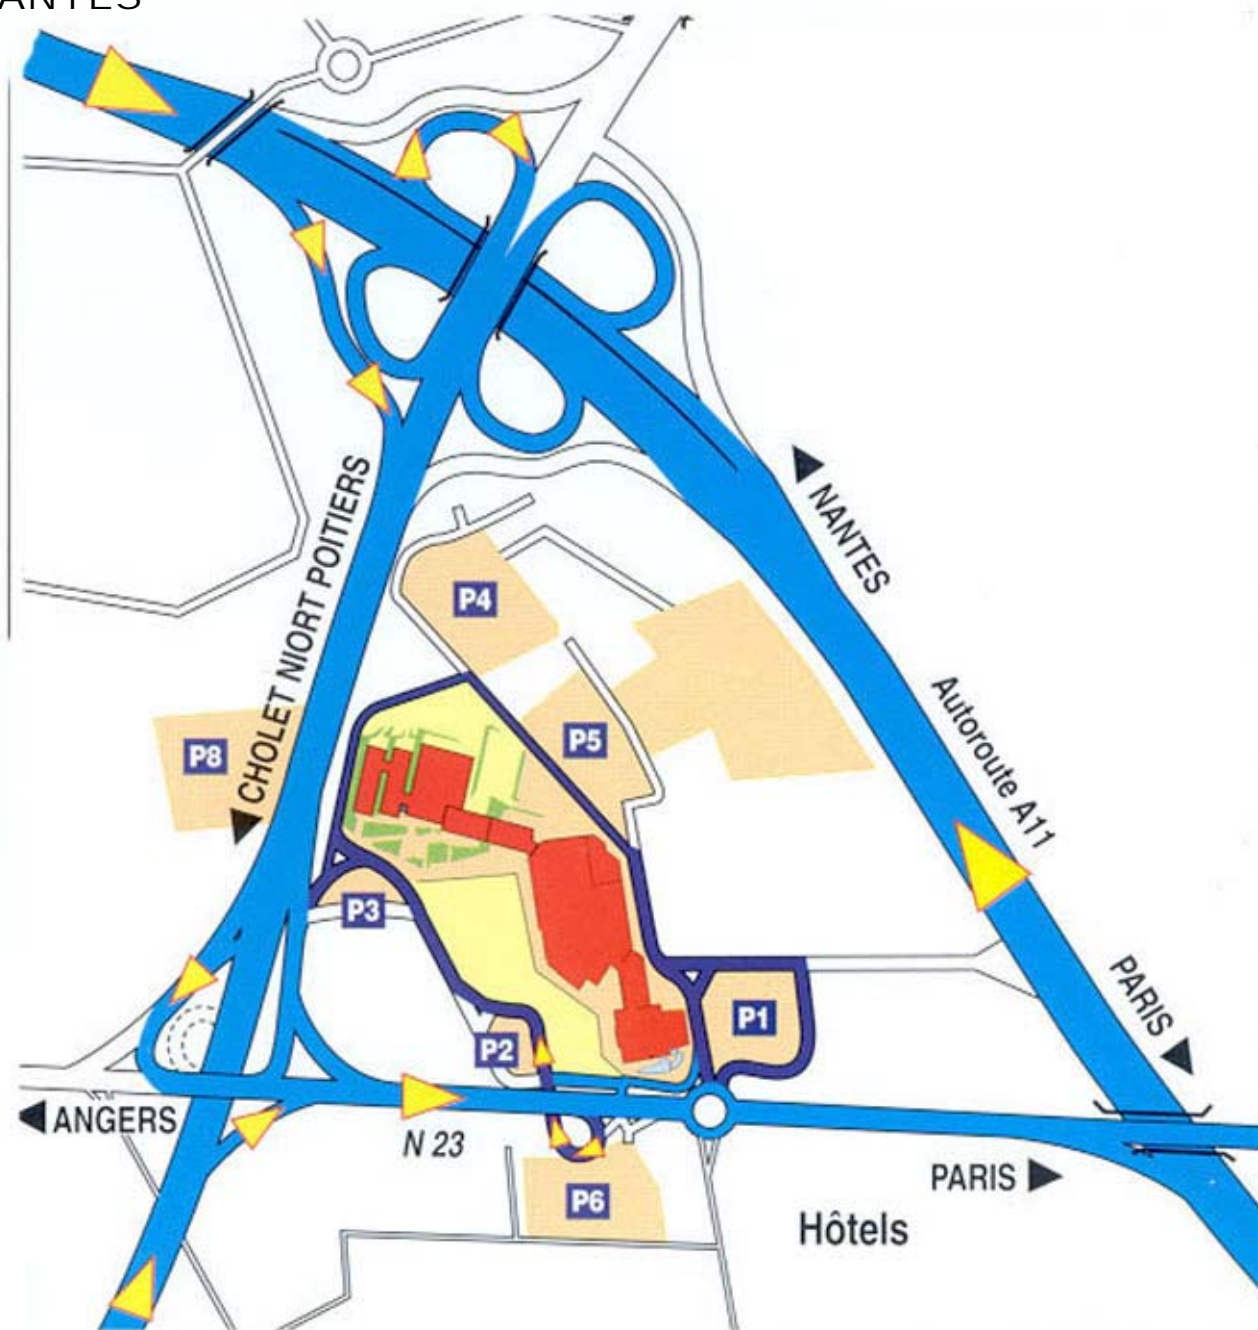 NANTES
P4
CHOLET NIORT POITIERS
P5
P8
Autoroute A11
P3
PARIS
P1
P2
ANGERS
N 23
PARIS
P6
Hôtels